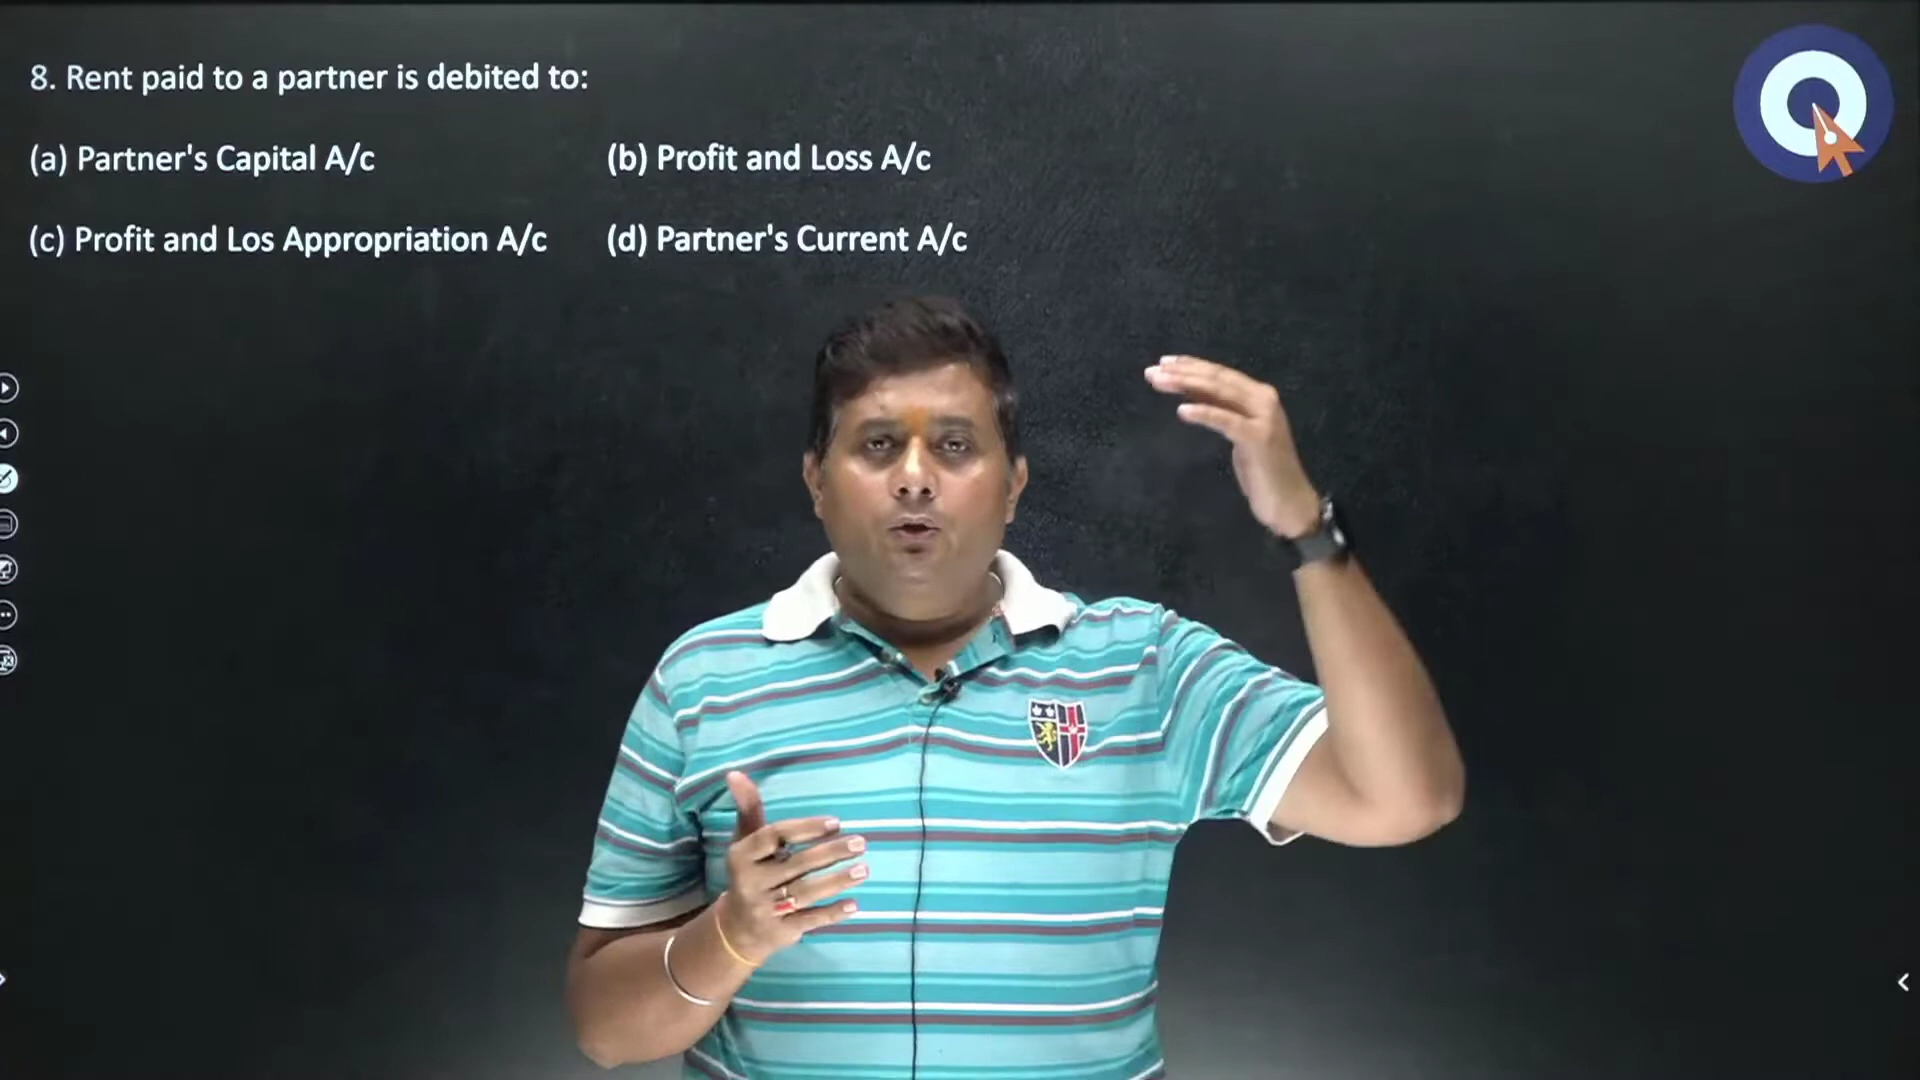 8. Rent paid to a partner is debited to:
(a) Partner's Capital A/c (b) Profit and Loss A/c
(c) Profit and Los Appropriation A/c (d) Partner's Current A/c